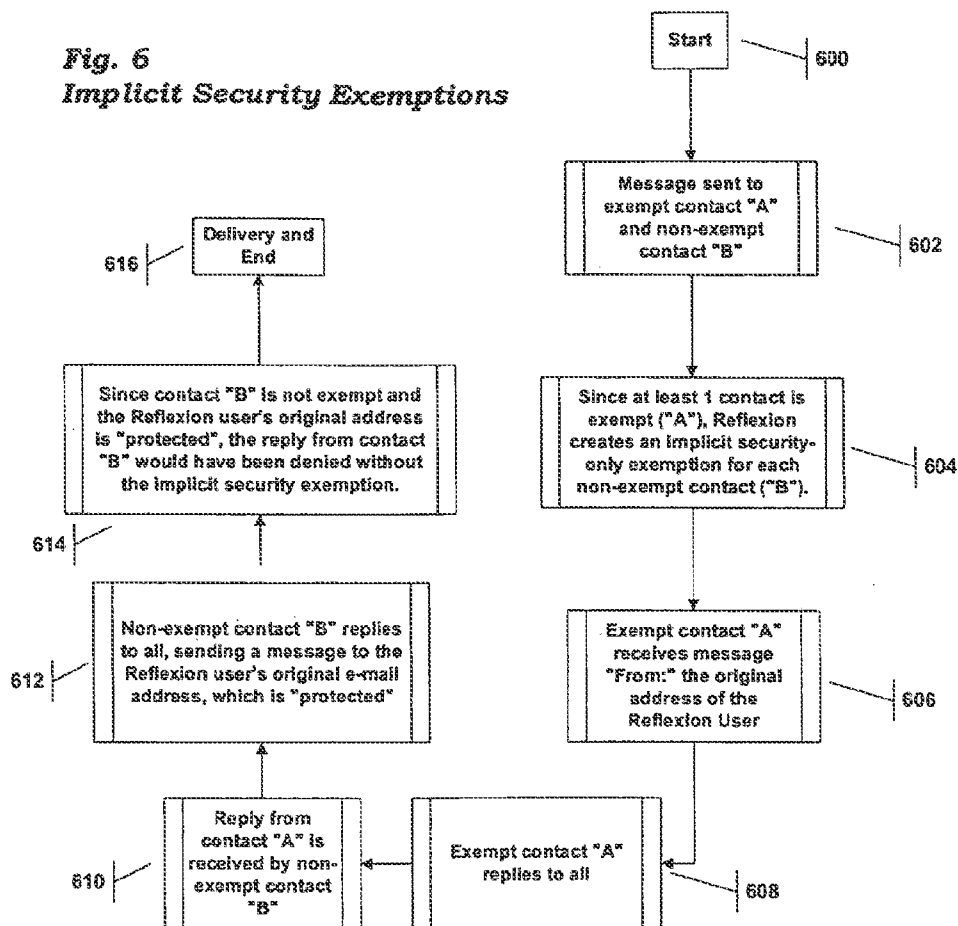 Fig. 6
Implicit Security Exemptions
Start
600
Message sent to
exempt contact "A"
and non-exempt
contact "B"
602
Since at least 1 contact is
exempt ("A"), Reflexion
creates an implicit security-
only exemption for each
non-exempt contact ("B").
604
Exempt contact "A"
receives message
"From:" the original
address of the
Reflexion User
606
Exempt contact "A"
replies to all
608
Reply from
contact "A" is
received by non-
exempt contact
"B"
610
Non-exempt contact "B" replies
to all, sending a message to the
Reflexion user's original e-mail
address, which is "protected"
612
Since contact "B" is not exempt and
the Reflexion user's original address
is "protected", the reply from contact
"B" would have been denied without
the implicit security exemption.
614
Delivery and
End
616